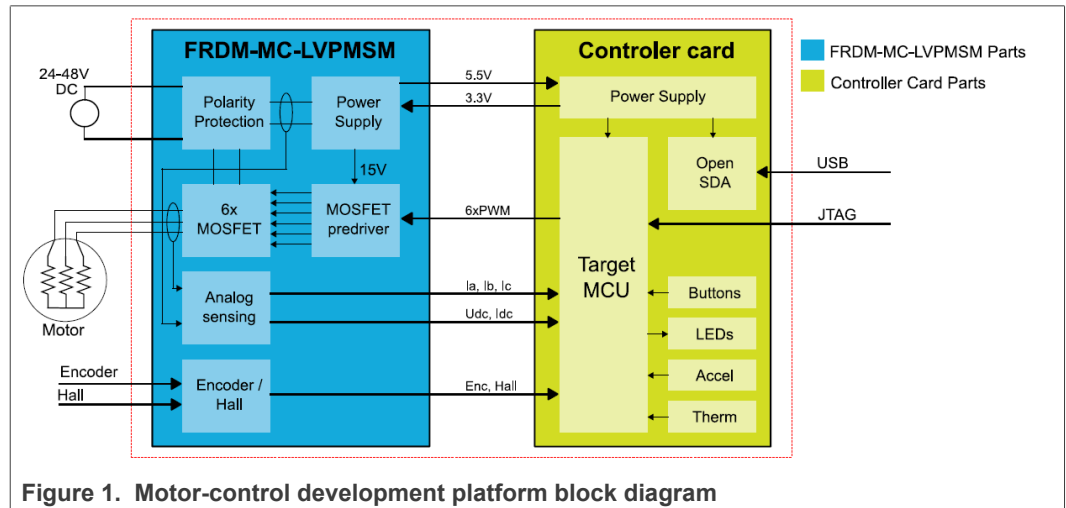 FRDM-MC-LVPMSM
Controler card
FRDM-MC-LVPMSM Parts
Controller Card Parts
24-48V
DC
Polarity
Protection
Power
Supply
5.5V
3.3V
Power Supply
15V
Open
SDA
USB
6x
MOSFET
MOSFET
predriver
6xPWM
JTAG
Target
MCU
Motor
Analog
sensing
Ia, Ib, Ic
Udc, Idc
Buttons
LEDs
Accel
Therm
Encoder
Hall
Encoder /
Hall
Enc, Hall
Figure 1. Motor-control development platform block diagram